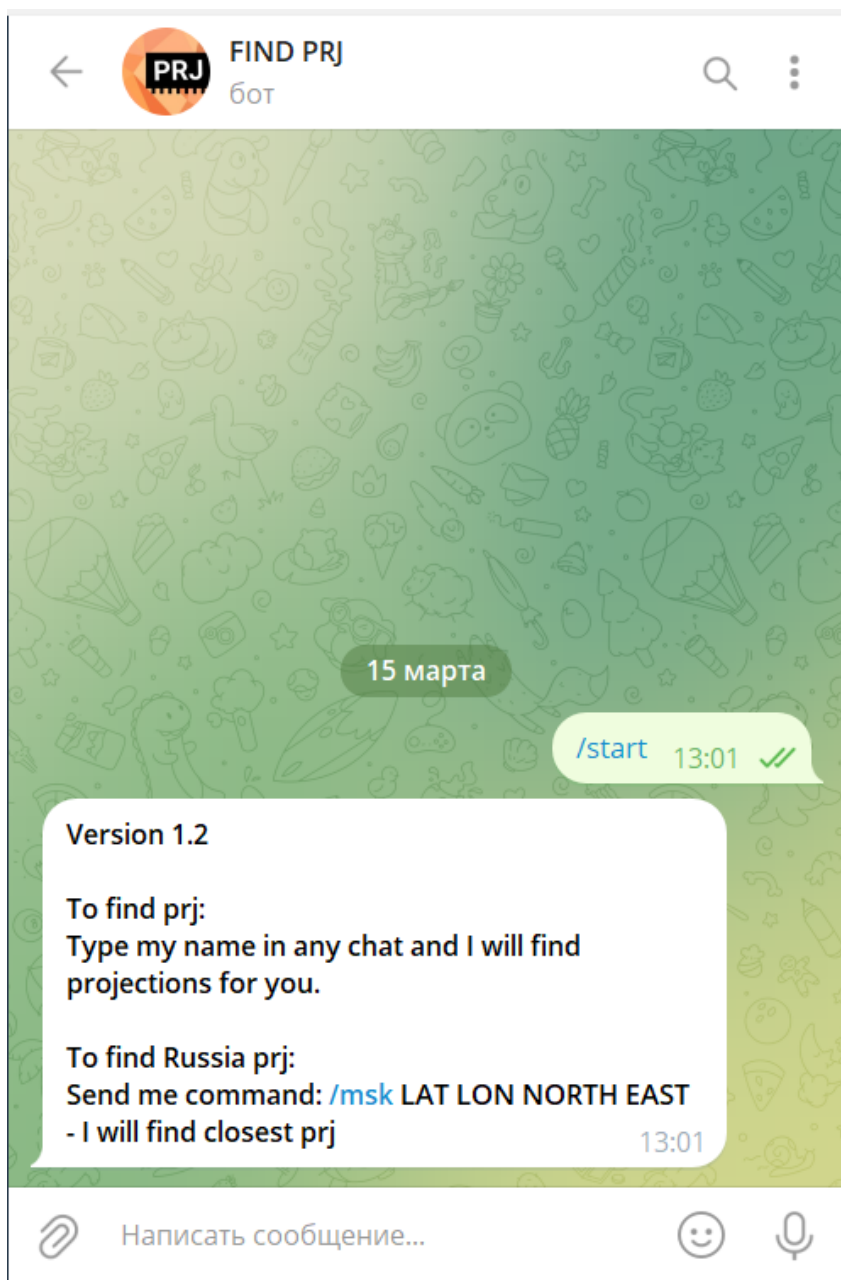 FIND PRJ
PRJ
бот
15 марта
/start 13:01
Version 1.2
To find prj:
Type my name in any chat and I will find
projections for you.
To find Russia prj:
Send me command: /msk LAT LON NORTH EAST
- I will find closest prj
13:01
Написать сообщение...